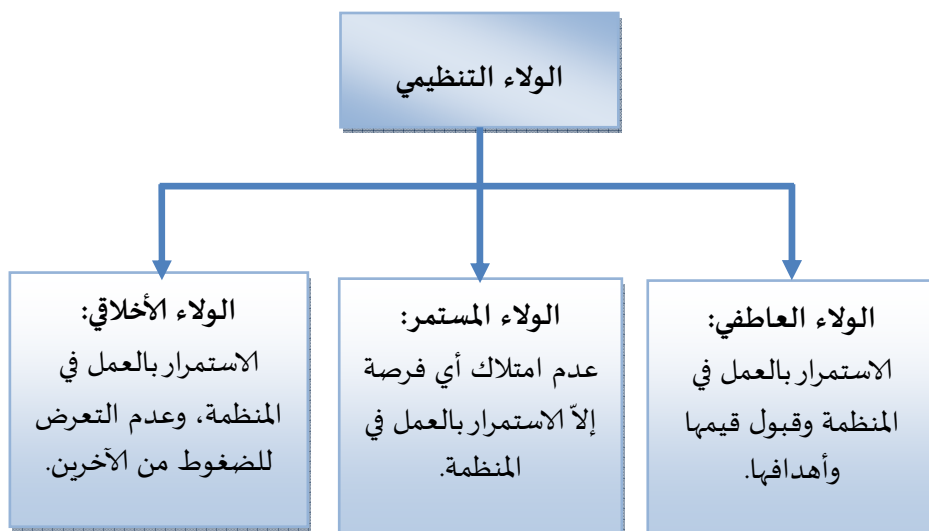 الولاء التنظيمي
الولاء العاطفي:
الاستمرار بالعمل في
المنظمة وقبول قيمها
وأهدافها.
الولاء المستمر:
عدم امتلاك أي فرصة
إلاّ الاستمرار بالعمل في
المنظمة.
الولاء الأخلاقي:
الاستمرار بالعمل في
المنظمة، وعدم التعرض
للضغوط من الآخرين.